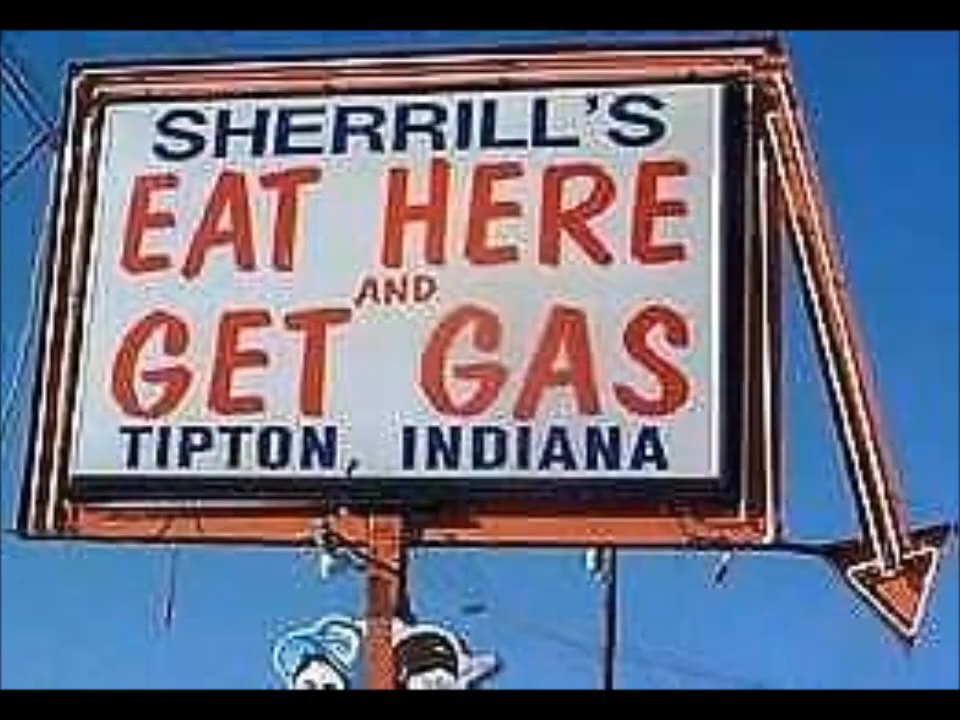 SHERRILL'S
EAT HERE
AND
GET GAS
TIPTON, INDIANA